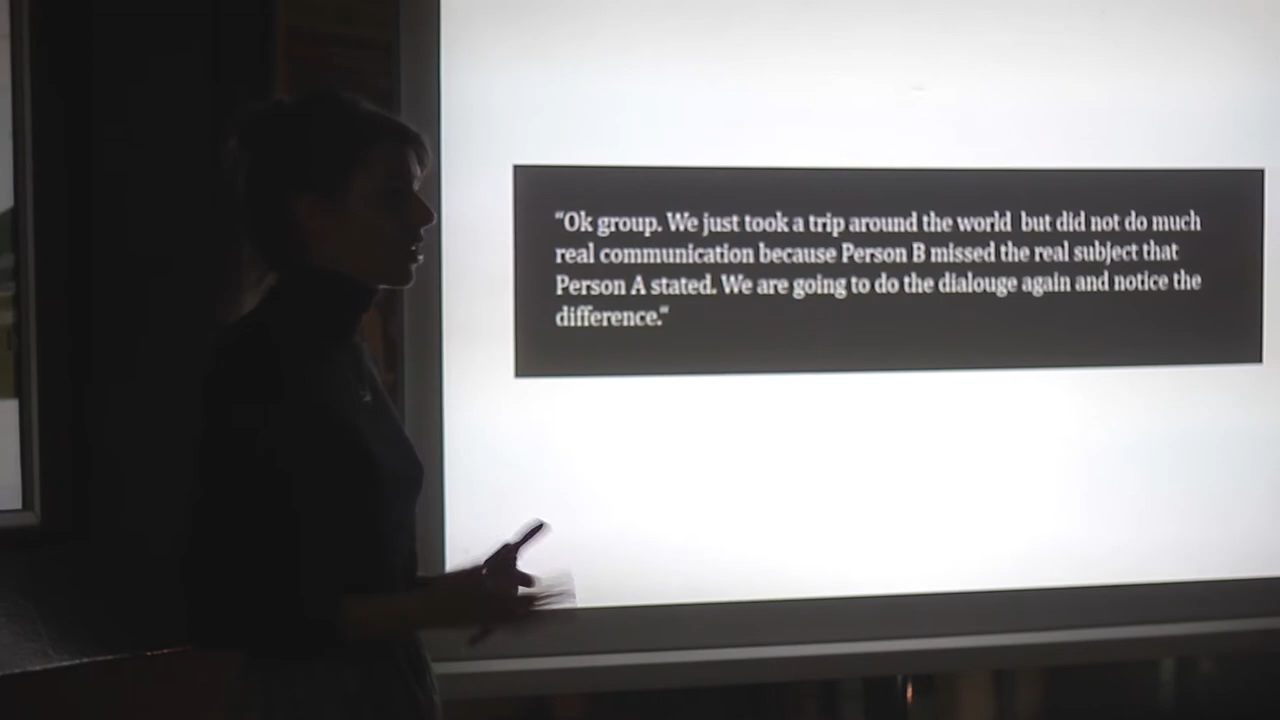 “Ok group. We just took a trip around the world  but did not do much
real communication because Person B missed the real subject that
Person A stated. We are going to do the dialouge again and notice the
difference.”